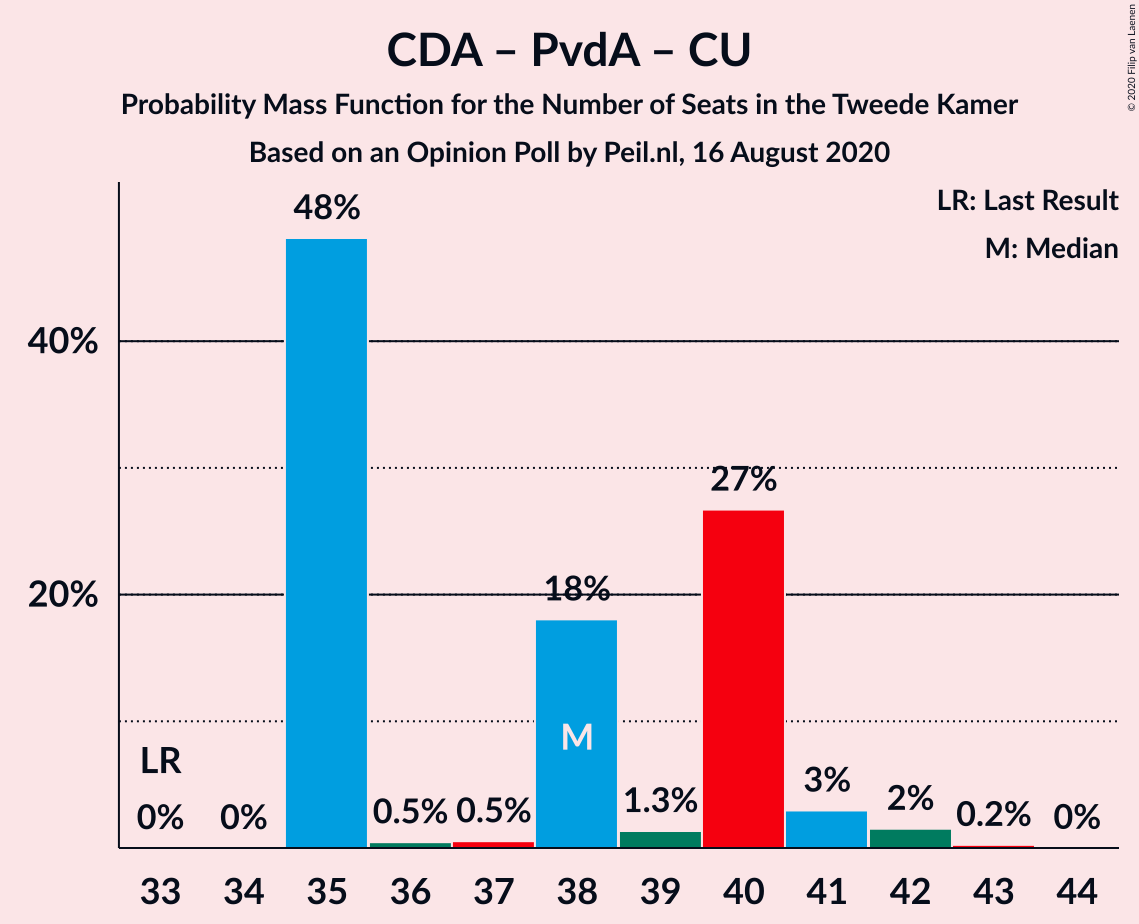 CDA – PvdA – CU
Probability Mass Function for the Number of Seats in the Tweede Kamer
Based on an Opinion Poll by Peil.nl, 16 August 2020
© 2020 Filip van Laenen
LR: Last Result
M: Median
48%
40%
27%
20%
18%
M
LR
0% 0% 0.5% 0.5% 1.3% 3% 2% 0.2% 0%
33 34 35 36 37 38 39 40 41 42 43 44